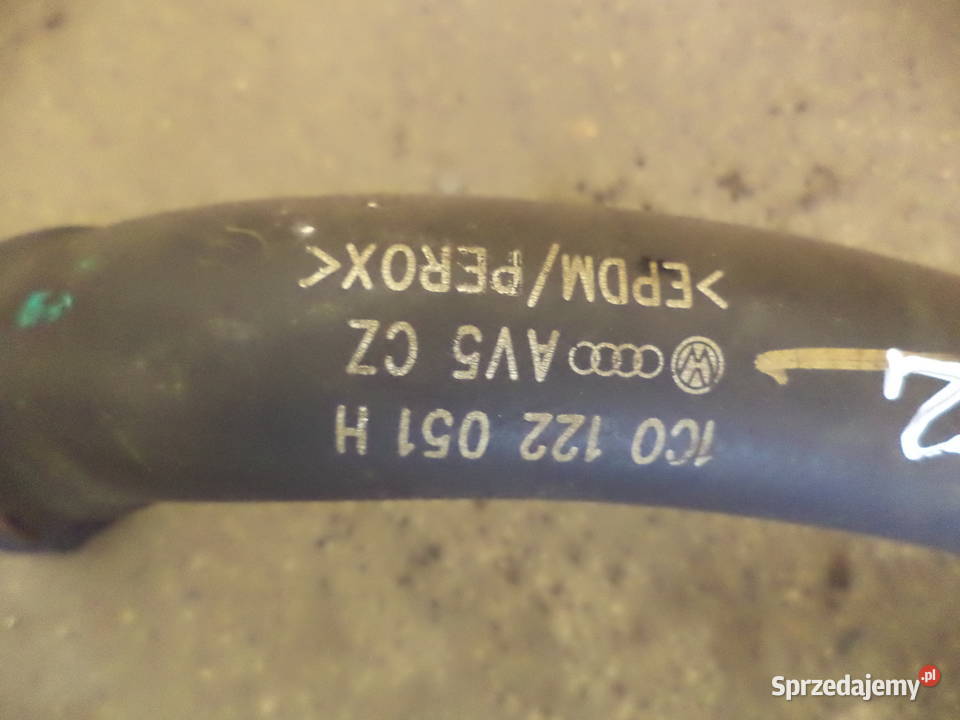 1C0 122 051 H
AV5 CZ
>EPDM/PEROX<
Z
Sprzedajemy.pl